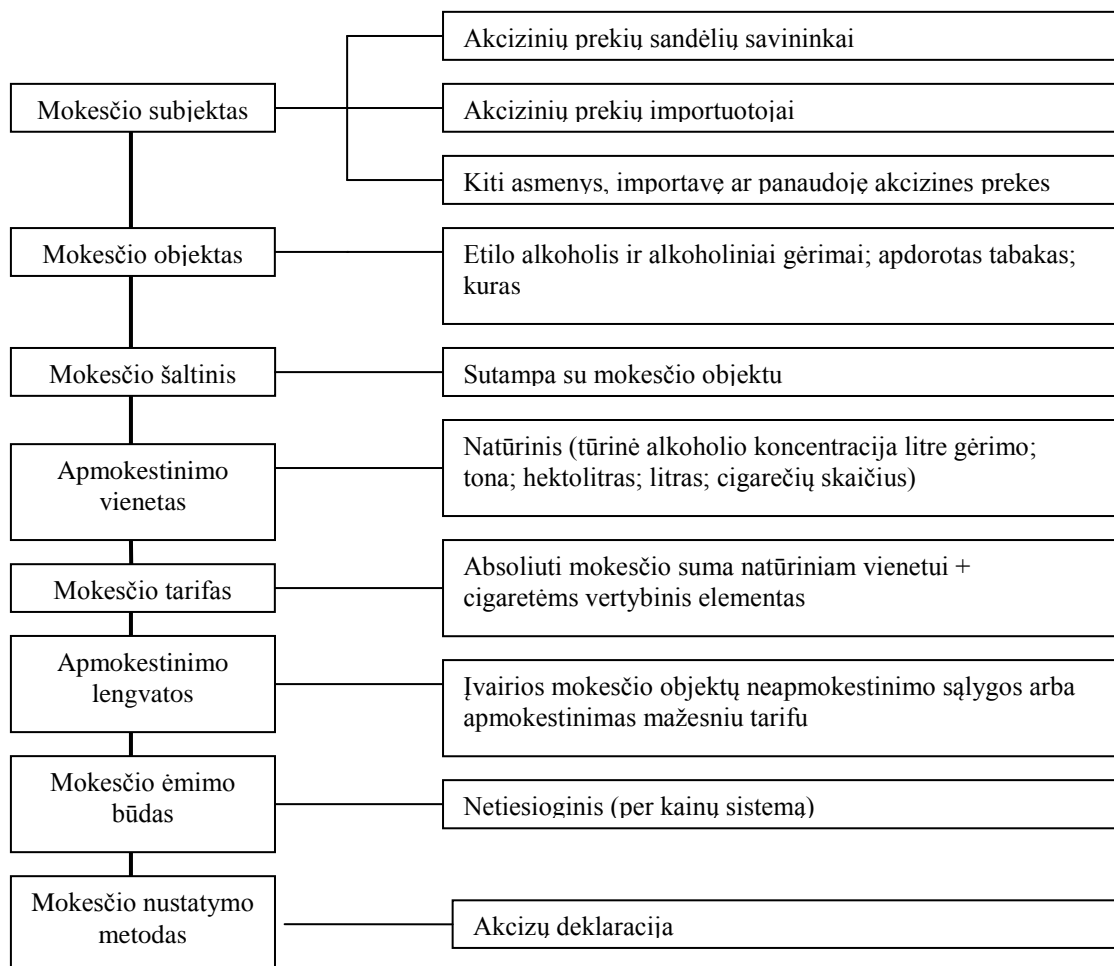 Akcizinių prekių sandėlių savininkai
Mokesčio subjektas
Akcizinių prekių importuotojai
Kiti asmenys, importavę ar panaudoję akcizines prekes
Mokesčio objektas
Etilo alkoholis ir alkoholiniai gėrimai; apdorotas tabakas;
kuras
Mokesčio šaltinis
Sutampa su mokesčio objektu
Apmokestinimo
vienetas
Natūrinis (tūrinė alkoholio koncentracija litre gėrimo;
tona; hektolitras; litras; cigarečių skaičius)
Mokesčio tarifas
Absoliuti mokesčio suma natūriniam vienetui +
cigaretėms vertybinis elementas
Apmokestinimo
lengvatos
Įvairios mokesčio objektų neapmokestinimo sąlygos arba
apmokestinimas mažesniu tarifu
Mokesčio ėmimo
būdas
Netiesioginis (per kainų sistemą)
Mokesčio nustatymo
metodas
Akcizų deklaracija